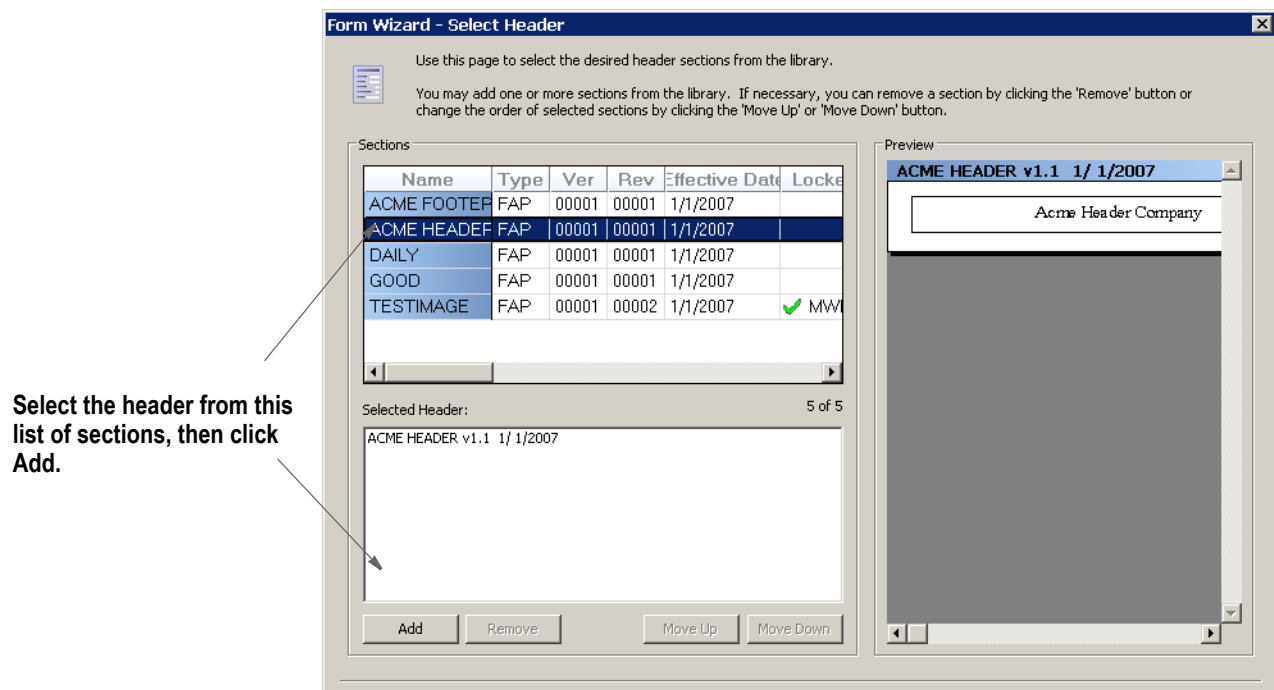 Form Wizard - Select Header
Use this page to select the desired header sections from the library.
You may add one or more sections from the library. If necessary, you can remove a section by clicking the 'Remove' button or
change the order of selected sections by clicking the 'Move Up' or 'Move Down' button.
Sections
Name Type Ver Rev Effective Date Locke
ACME FOOTER FAP 00001 00001 1/1/2007
ACME HEADER FAP 00001 00001 1/1/2007
DAILY FAP 00001 00001 1/1/2007
GOOD FAP 00001 00001 1/1/2007
TESTIMAGE FAP 00001 00002 1/1/2007 MW
5 of 5
Selected Header:
ACME HEADER v1.1 1/ 1/2007
Add Remove Move Up Move Down
Preview
ACME HEADER v1.1 1/ 1/2007
Acme Header Company
Select the header from this
list of sections, then click
Add.